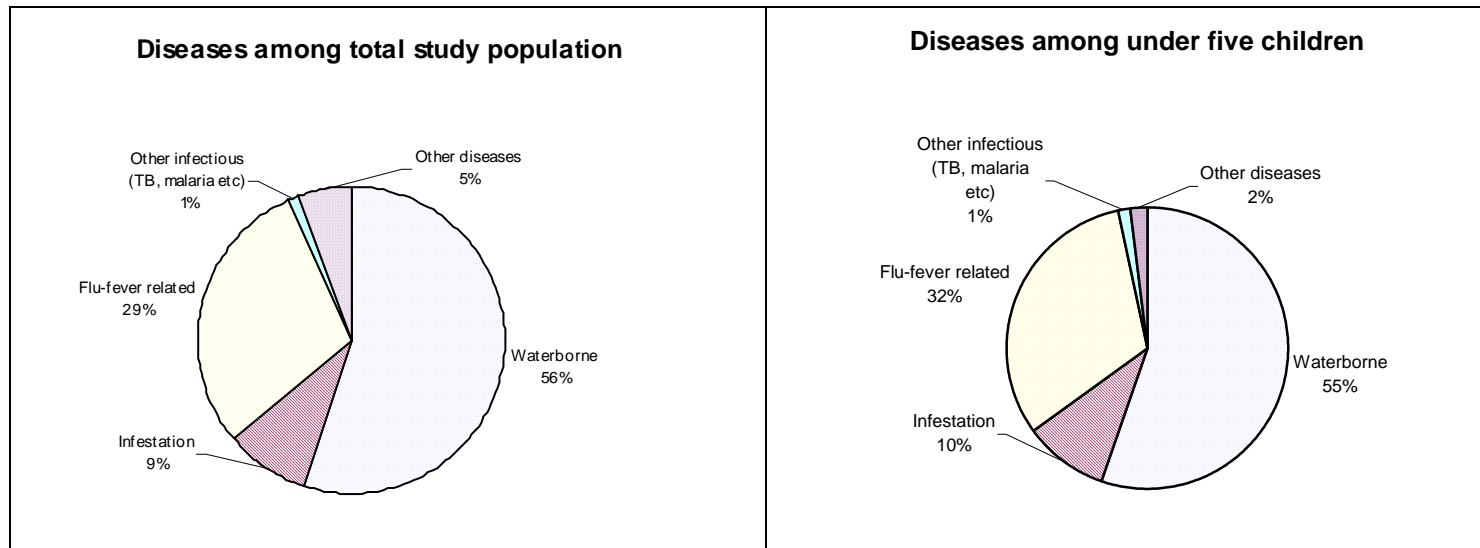 Diseases among total study population
Other infectious
(TB, malaria etc)
1%
Other diseases
5%
Flu-fever related
29%
Waterborne
56%
Infestation
9%
Diseases among under five children
Other infectious
(TB, malaria
etc)
1%
Other diseases
2%
Flu-fever related
32%
Waterborne
55%
Infestation
10%